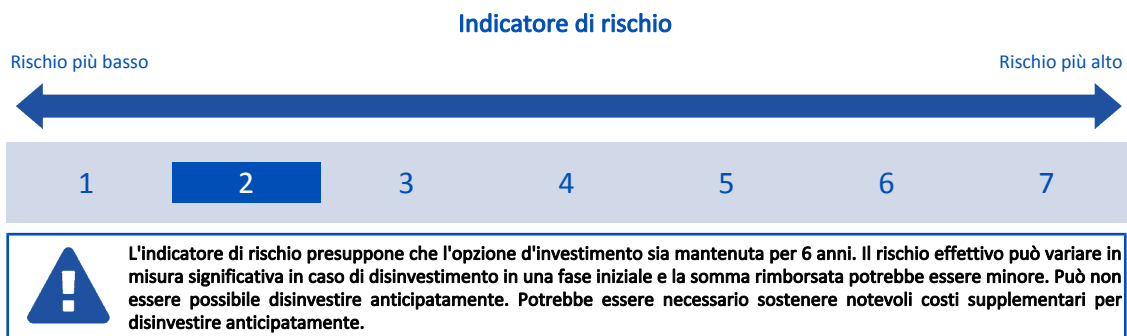 Indicatore di rischio
Rischio più basso
Rischio più alto
1 2 3 4 5 6 7
L'indicatore di rischio presuppone che l'opzione d'investimento sia mantenuta per 6 anni. Il rischio effettivo può variare in
misura significativa in caso di disinvestimento in una fase iniziale e la somma rimborsata potrebbe essere minore. Può non
essere possibile disinvestire anticipatamente. Potrebbe essere necessario sostenere notevoli costi supplementari per
disinvestire anticipatamente.